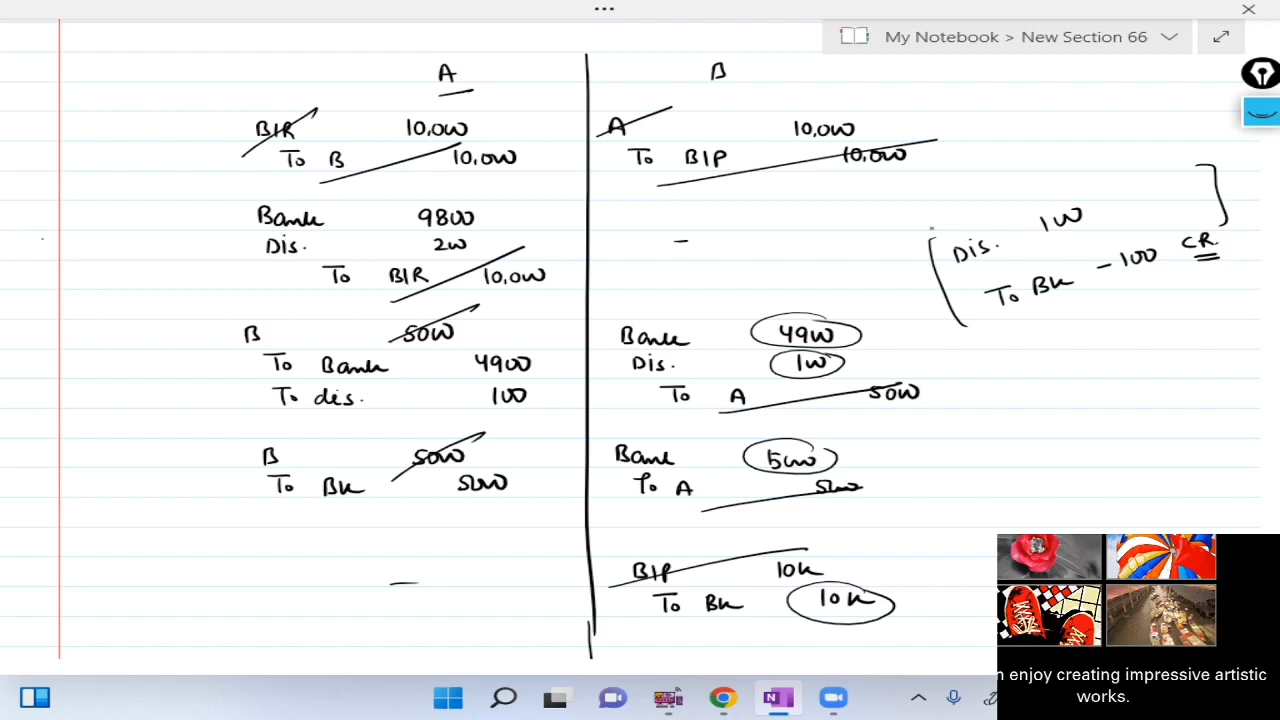 My Notebook > New Section 66
A
B/R 10,000
To B 10,000
Bank 9800
Dis. 200
To B/R 10,000
B 5000
To Bank 4900
To dis. 100
B 5000
To Bk 5000
B
A 10,000
To B/P 10,000
Bank 4900
Dis. 100
To A 5000
Bank 5000
To A 5000
B/P 10k
To Bk 10k
Dis. 100
To Bk - 100 CR.
n enjoy creating impressive artistic
works.